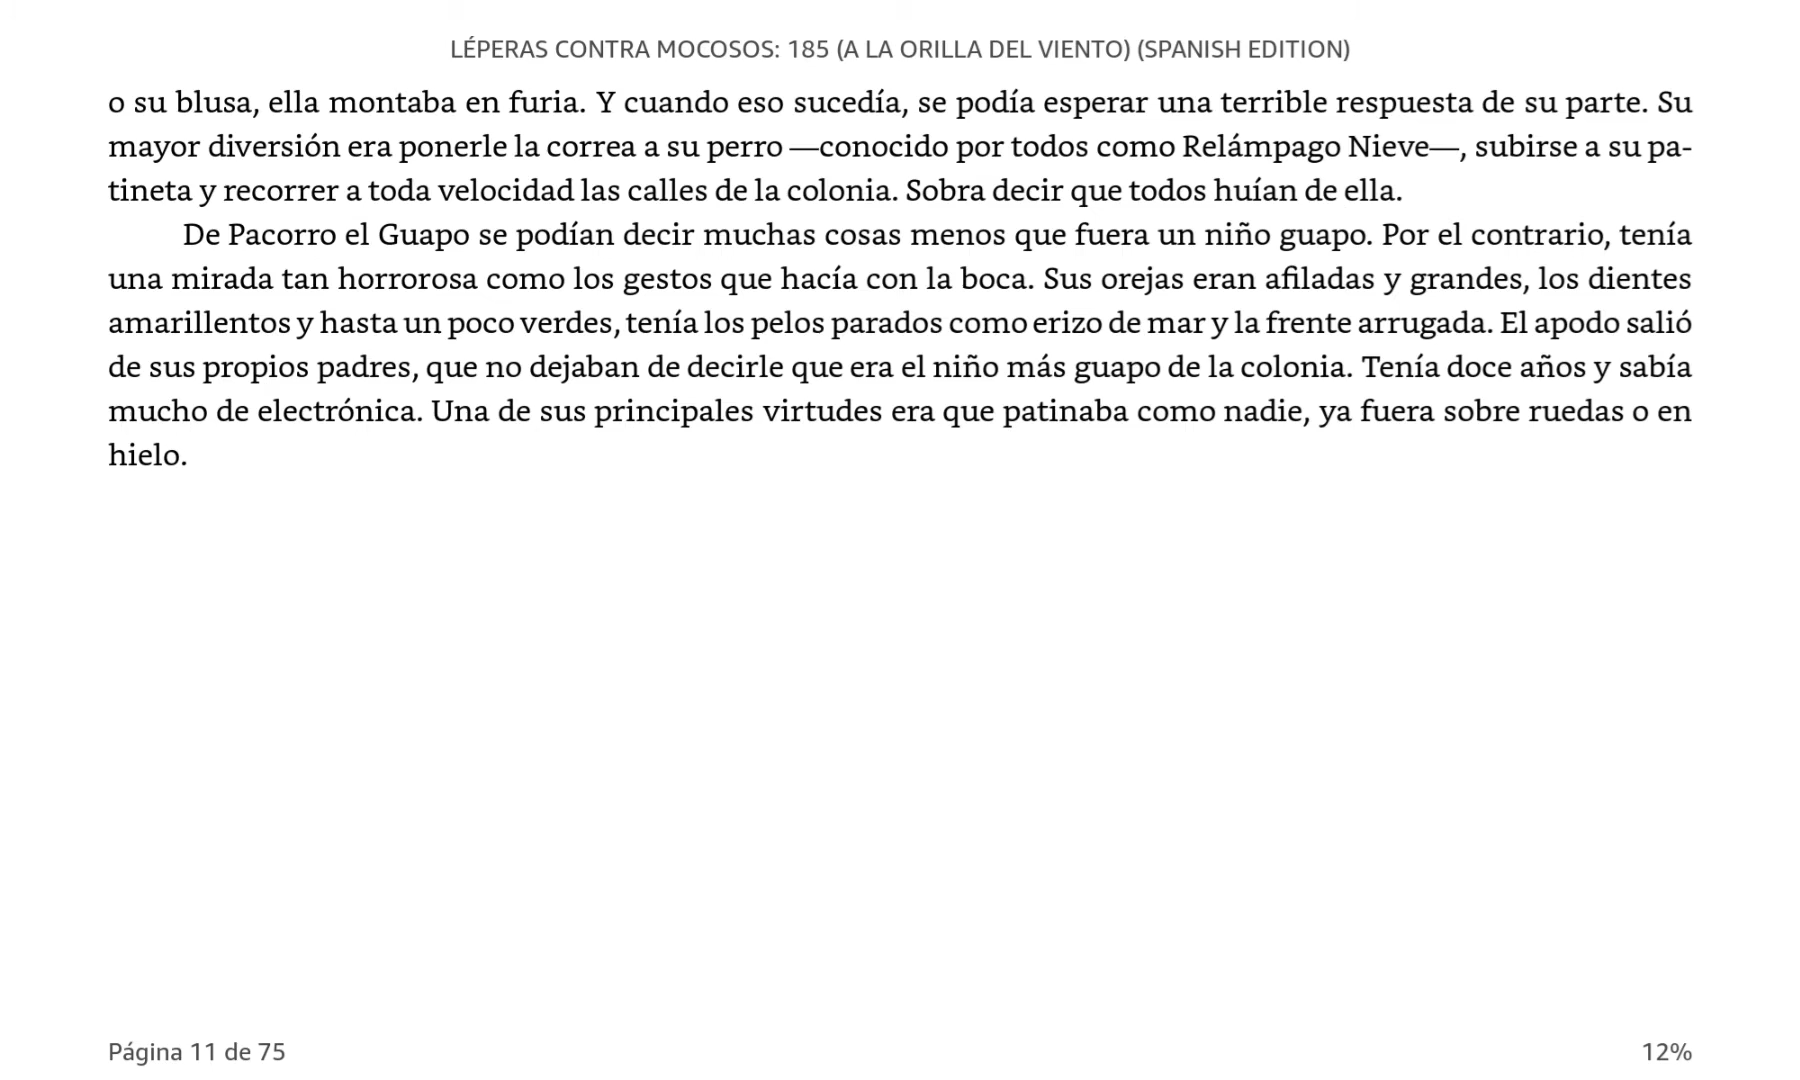 LÉPERAS CONTRA MOCOSOS: 185 (A LA ORILLA DEL VIENTO) (SPANISH EDITION)
o su blusa, ella montaba en furia. Y cuando eso sucedía, se podía esperar una terrible respuesta de su parte. Su
mayor diversión era ponerle la correa a su perro —conocido por todos como Relámpago Nieve—, subirse a su pa-
tineta y recorrer a toda velocidad las calles de la colonia. Sobra decir que todos huían de ella.
De Pacorro el Guapo se podían decir muchas cosas menos que fuera un niño guapo. Por el contrario, tenía
una mirada tan horrorosa como los gestos que hacía con la boca. Sus orejas eran afiladas y grandes, los dientes
amarillentos y hasta un poco verdes, tenía los pelos parados como erizo de mar y la frente arrugada. El apodo salió
de sus propios padres, que no dejaban de decirle que era el niño más guapo de la colonia. Tenía doce años y sabía
mucho de electrónica. Una de sus principales virtudes era que patinaba como nadie, ya fuera sobre ruedas o en
hielo.
Página 11 de 75
12%